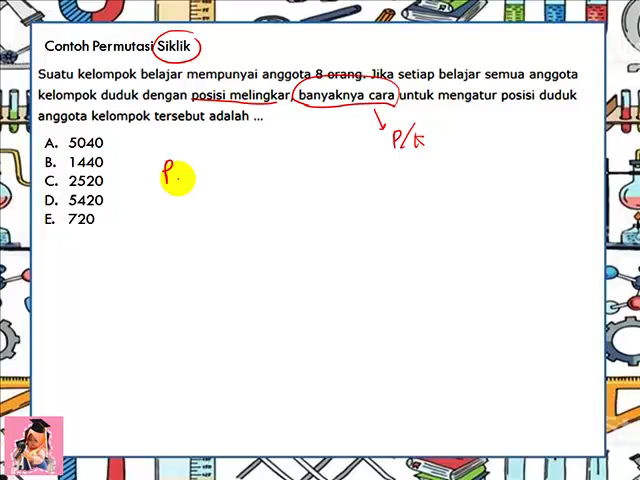 Contoh Permutasi Siklik
Suatu kelompok belajar mempunyai anggota 8 orang. Jika setiap belajar semua anggota
kelompok duduk dengan posisi melingkar, banyaknya cara untuk mengatur posisi duduk
anggota kelompok tersebut adalah ...
P/K
A. 5040
B. 1440
C. 2520
D. 5420
E. 720
P